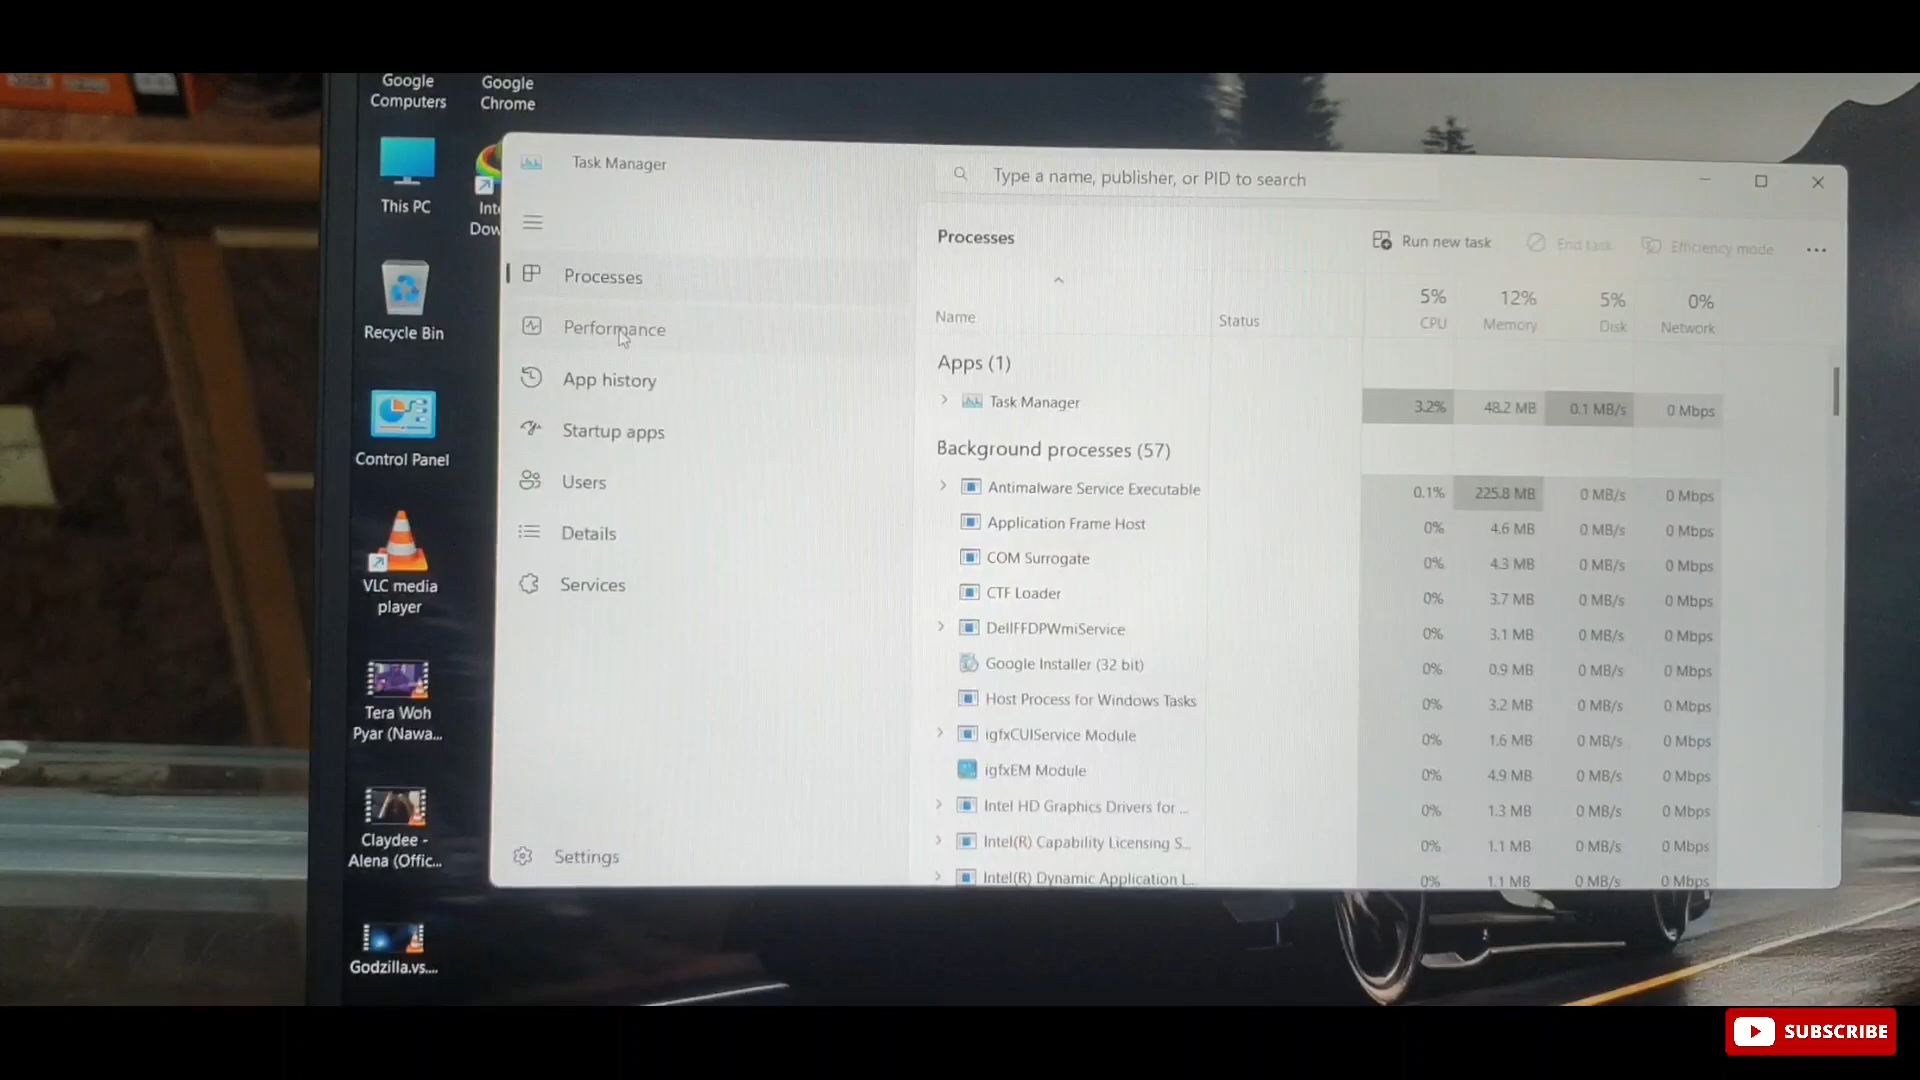 Google
Computers
Google
Chrome
This PC
Inte
Dow
Recycle Bin
Control Panel
VLC media
player
Tera Woh
Pyar (Nawa...
Claydee -
Alena (Offic...
Godzilla.vs....
Task Manager
Type a name, publisher, or PID to search
Processes
Performance
App history
Startup apps
Users
Details
Services
Settings
Processes
Run new task
End task
Efficiency mode
Name
Status
5%
CPU
12%
Memory
5%
Disk
0%
Network
Apps (1)
Task Manager 3.2% 48.2 MB 0.1 MB/s 0 Mbps
Background processes (57)
Antimalware Service Executable 0.1% 225.8 MB 0 MB/s 0 Mbps
Application Frame Host 0% 4.6 MB 0 MB/s 0 Mbps
COM Surrogate 0% 4.3 MB 0 MB/s 0 Mbps
CTF Loader 0% 3.7 MB 0 MB/s 0 Mbps
DellFFDPWmiService 0% 3.1 MB 0 MB/s 0 Mbps
Google Installer (32 bit) 0% 0.9 MB 0 MB/s 0 Mbps
Host Process for Windows Tasks 0% 3.2 MB 0 MB/s 0 Mbps
igfxCUIService Module 0% 1.6 MB 0 MB/s 0 Mbps
igfxEM Module 0% 4.9 MB 0 MB/s 0 Mbps
Intel HD Graphics Drivers for ... 0% 1.3 MB 0 MB/s 0 Mbps
Intel(R) Capability Licensing S... 0% 1.1 MB 0 MB/s 0 Mbps
Intel(R) Dynamic Application L... 0% 1.1 MB 0 MB/s 0 Mbps
SUBSCRIBE